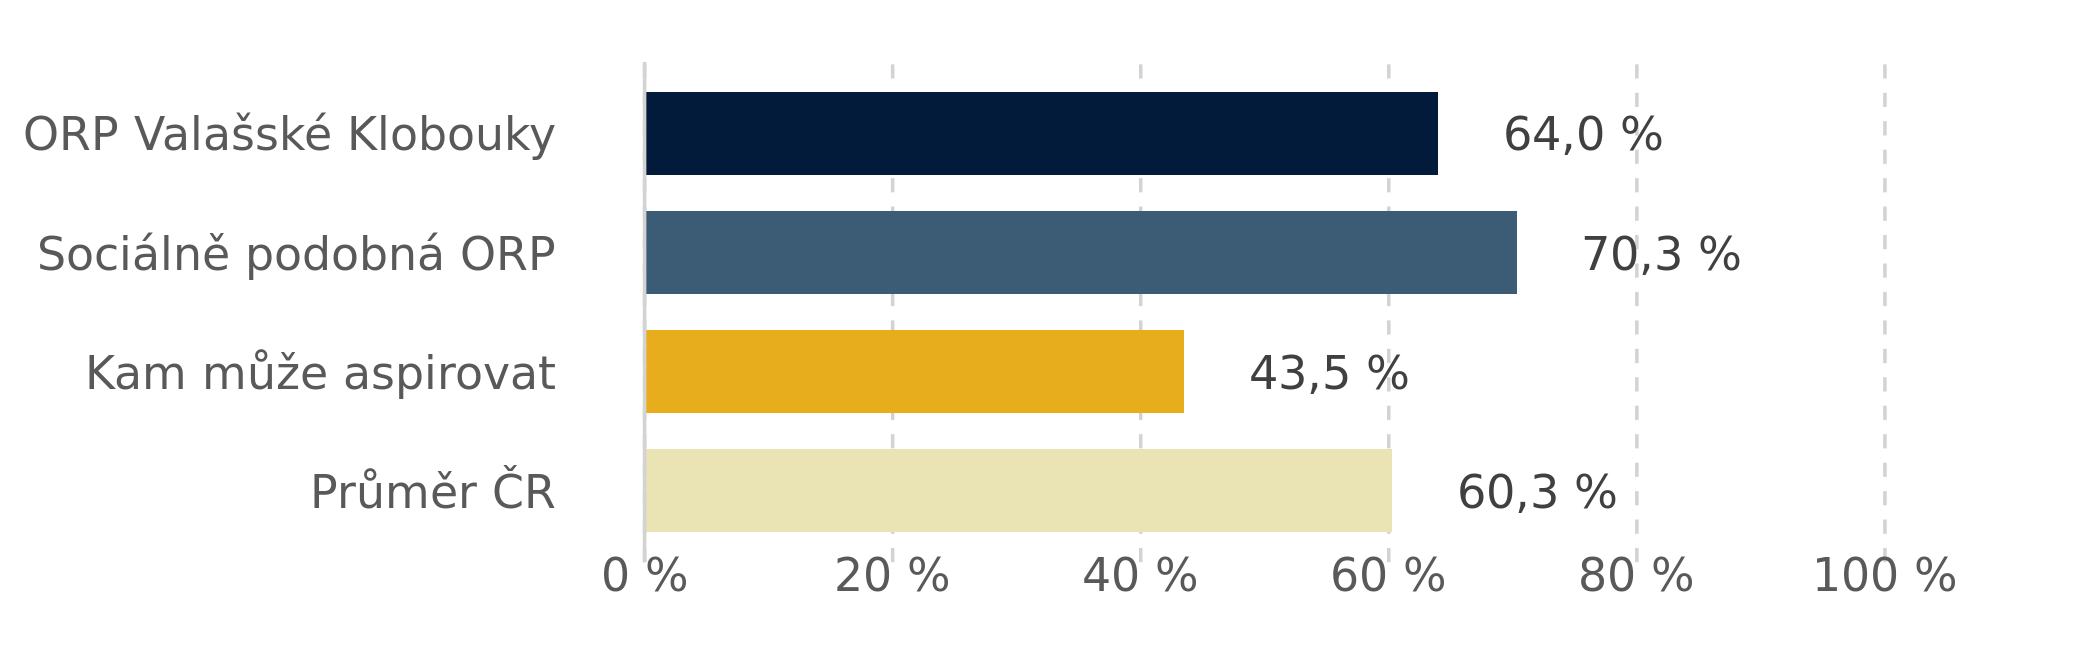 ORP Valašské Klobouky 64,0 %
Sociálně podobná ORP 70,3 %
Kam může aspirovat 43,5 %
Průměr ČR 60,3 %
0 % 20 % 40 % 60 % 80 % 100 %